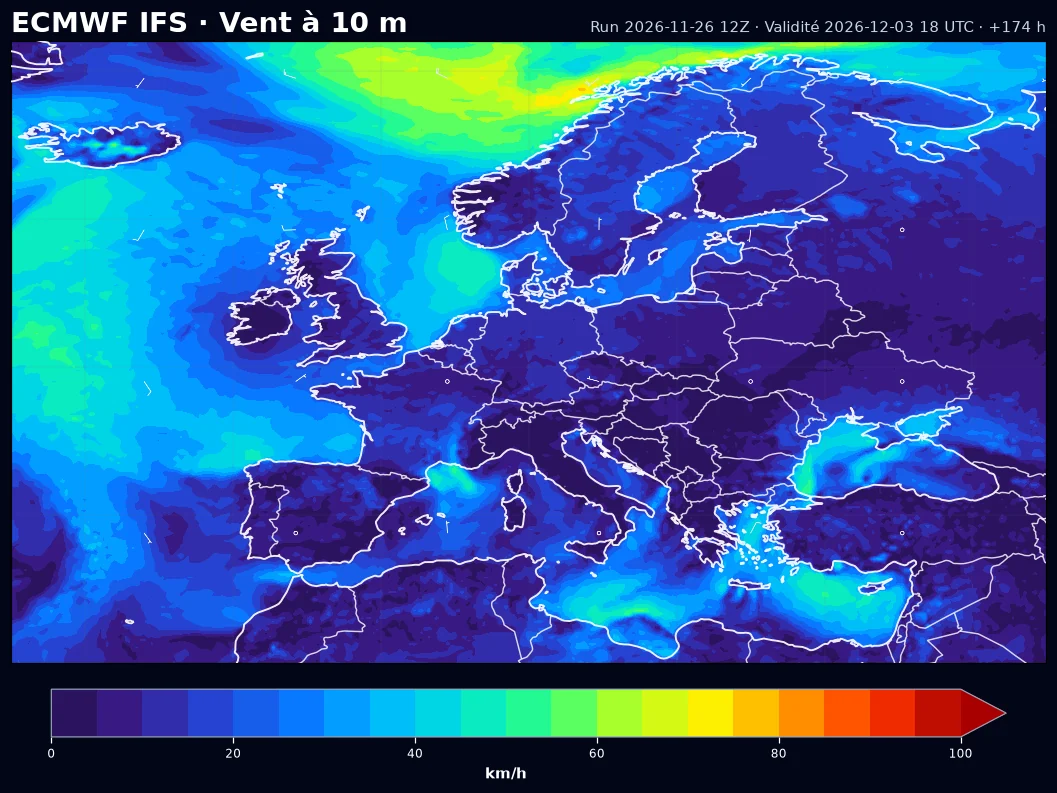 ECMWF IFS · Vent à 10 m
Run 2026-11-26 12Z · Validité 2026-12-03 18 UTC · +174 h
0 20 40 60 80 100
km/h